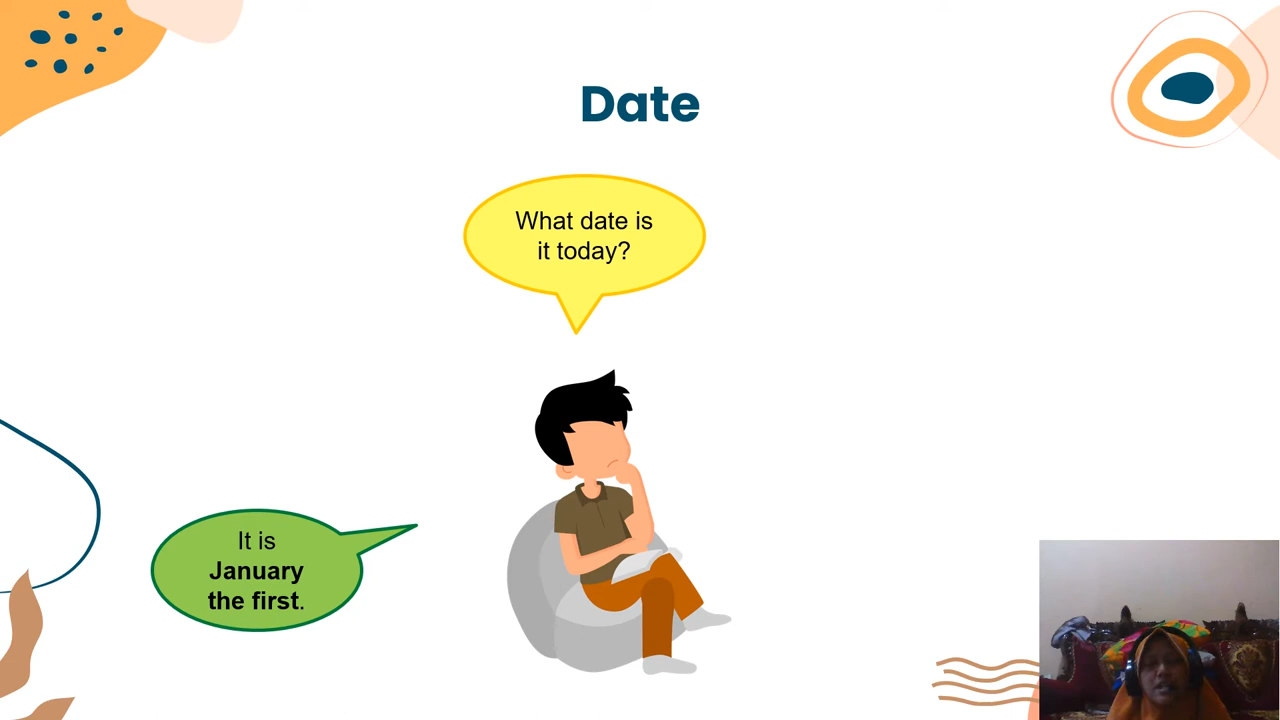 Date
What date is
it today?
It is
January
the first.